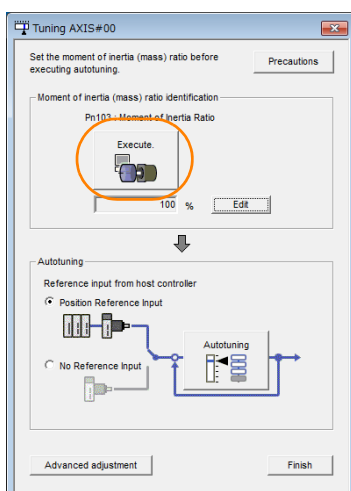 Tuning AXIS#00
Set the moment of inertia (mass) ratio before
executing autotuning.
Precautions
Moment of inertia (mass) ratio identification
Pn103 : Moment of Inertia Ratio
Execute.
100 % Edit
Autotuning
Reference input from host controller
Position Reference Input
Autotuning
No Reference Input
Advanced adjustment
Finish